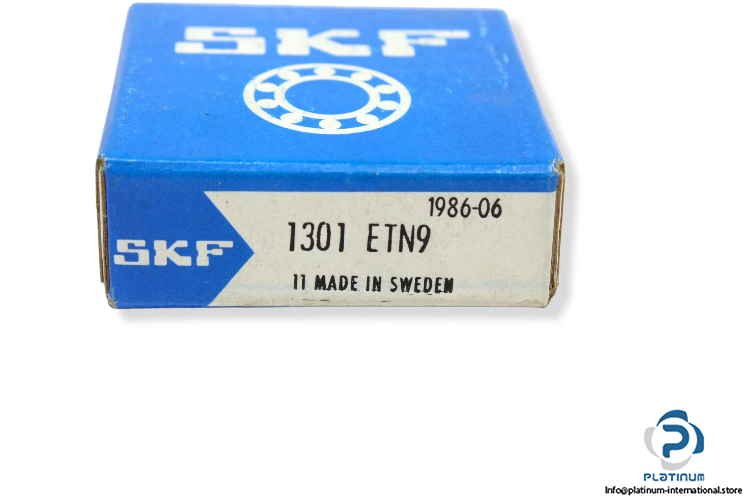 SKF
1986-06
1301 ETN9
SKF
11 MADE IN SWEDEN
PLATINUM
Info@platinum-international.store